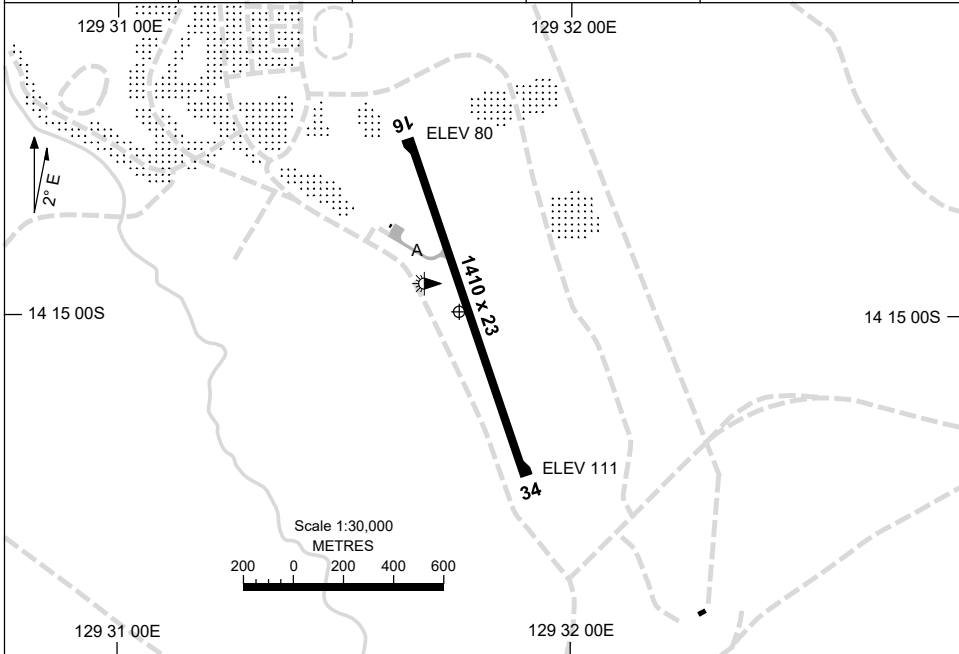 129 31 00E
129 32 00E
16
ELEV 80
2° E
A
1410 x 23
14 15 00S
14 15 00S
ELEV 111
34
Scale 1:30,000
METRES
200 0 200 400 600
129 31 00E
129 32 00E